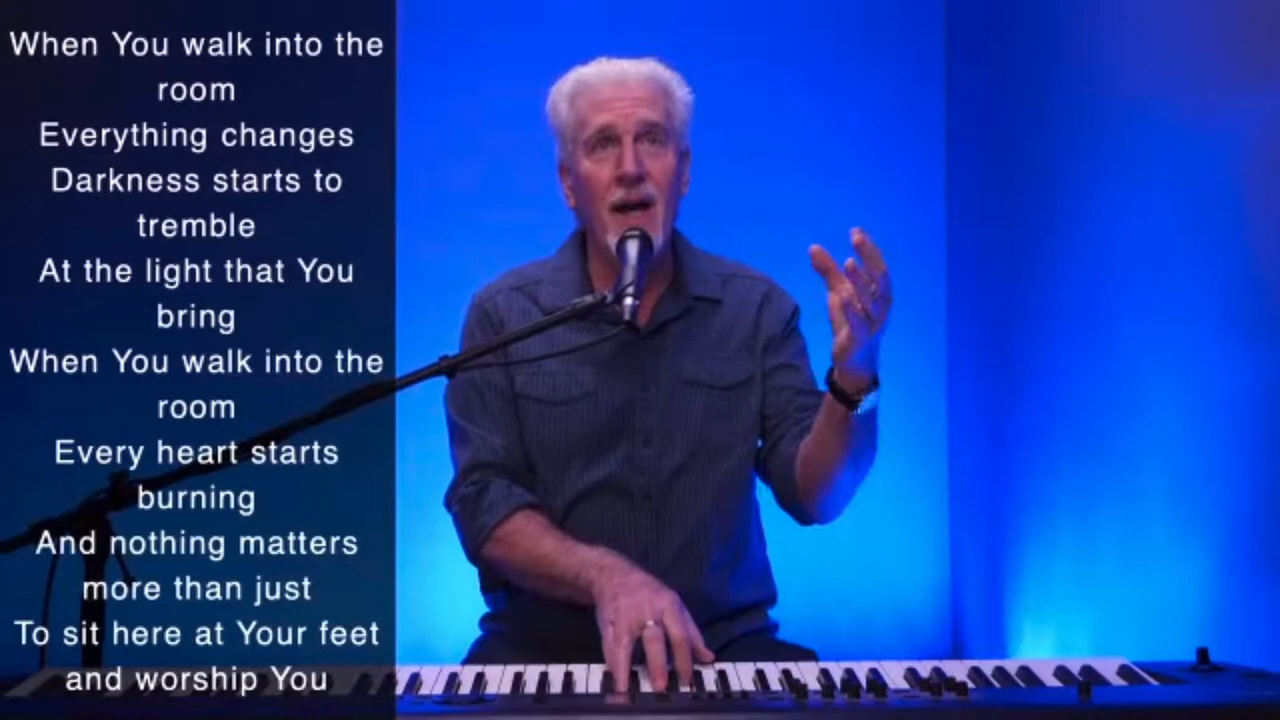 When You walk into the
room
Everything changes
Darkness starts to
tremble
At the light that You
bring
When You walk into the
room
Every heart starts
burning
And nothing matters
more than just
To sit here at Your feet
and worship You